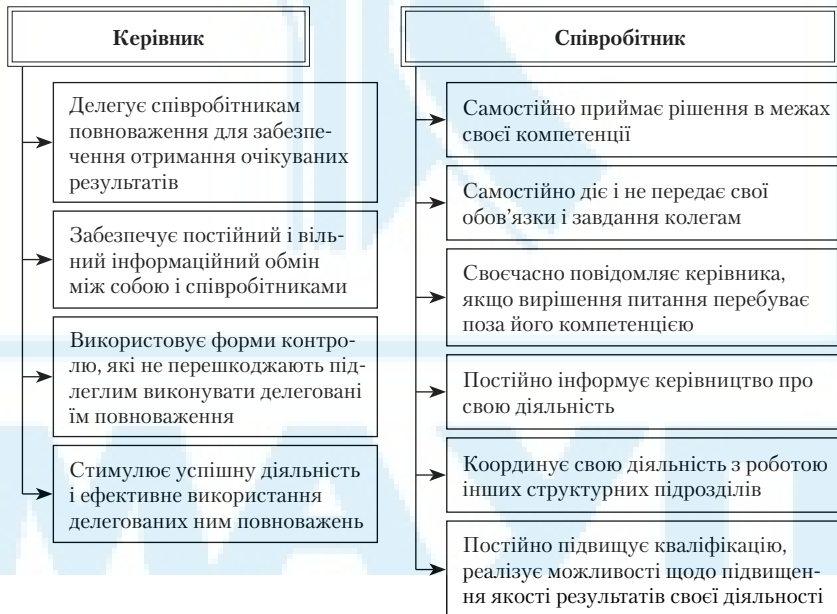 Керівник
Делегує співробітникам
повноваження для забезпе-
чення отримання очікуваних
результатів
Забезпечує постійний і віль-
ний інформаційний обмін
між собою і співробітниками
Використовує форми контро-
лю, які не перешкоджають під-
леглим виконувати делеговані
їм повноваження
Стимулює успішну діяльність
і ефективне використання
делегованих ним повноважень
Співробітник
Самостійно приймає рішення в межах
своєї компетенції
Самостійно діє і не передає свої
обов’язки і завдання колегам
Своєчасно повідомляє керівника,
якщо вирішення питання перебуває
поза його компетенцією
Постійно інформує керівництво про
свою діяльність
Координує свою діяльність з роботою
інших структурних підрозділів
Постійно підвищує кваліфікацію,
реалізує можливості щодо підвищен-
ня якості результатів своєї діяльності